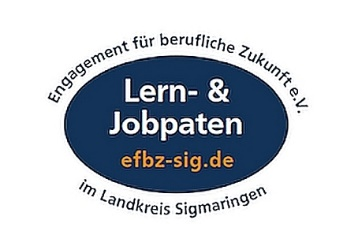 Engagement für berufliche Zukunft e.V.
Lern- &
Jobpaten
efbz-sig.de
im Landkreis Sigmaringen